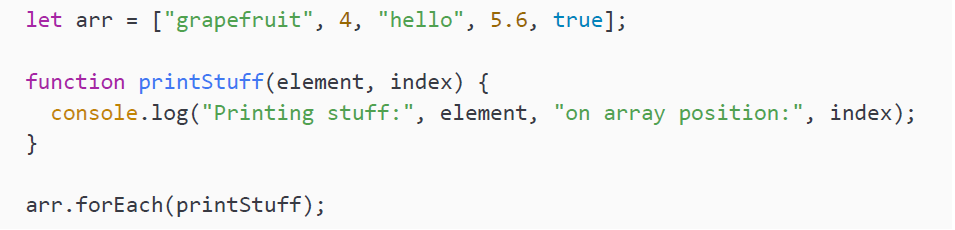 let arr = ["grapefruit", 4, "hello", 5.6, true];
function printStuff(element, index) {
  console.log("Printing stuff:", element, "on array position:", index);
}
arr.forEach(printStuff);